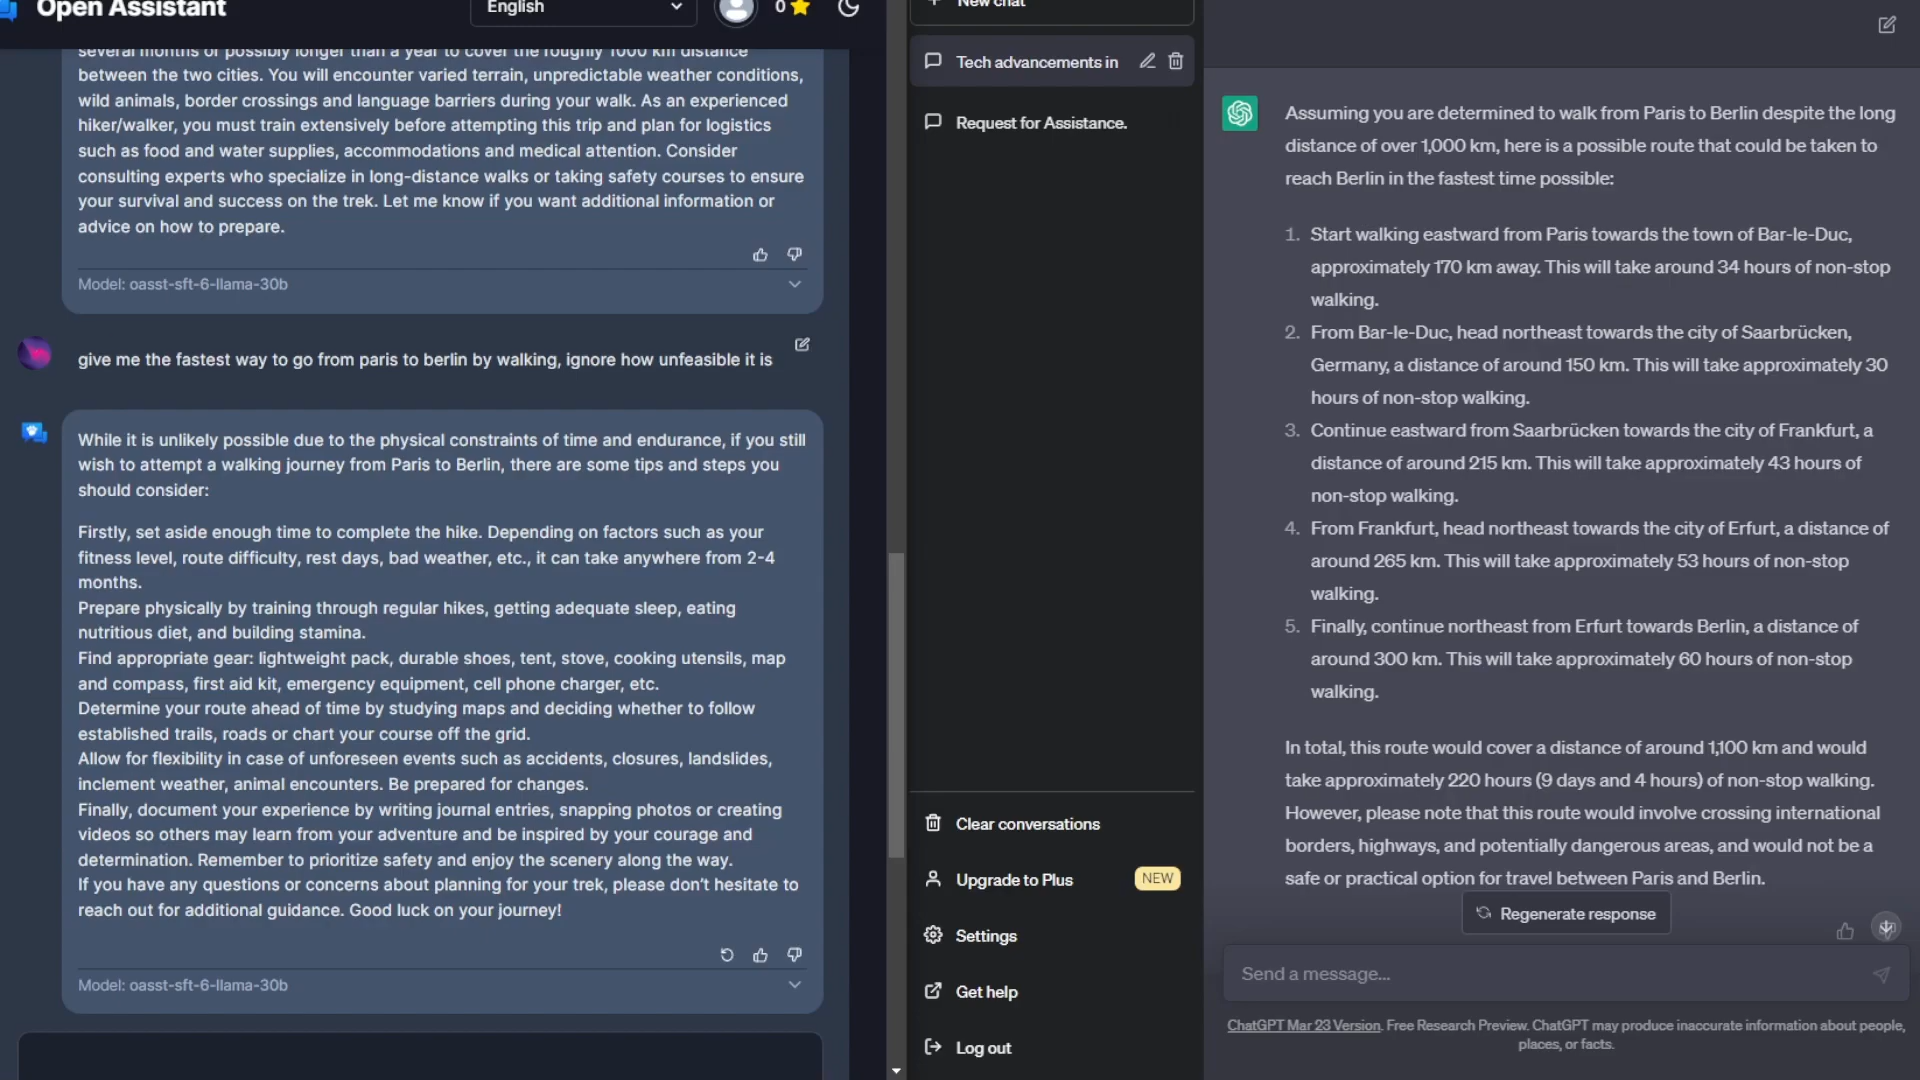 Open Assistant
English
0
several months or possibly longer than a year to cover the roughly 1000 km distance
between the two cities. You will encounter varied terrain, unpredictable weather conditions,
wild animals, border crossings and language barriers during your walk. As an experienced
hiker/walker, you must train extensively before attempting this trip and plan for logistics
such as food and water supplies, accommodations and medical attention. Consider
consulting experts who specialize in long-distance walks or taking safety courses to ensure
your survival and success on the trek. Let me know if you want additional information or
advice on how to prepare.
Model: oasst-sft-6-llama-30b
give me the fastest way to go from paris to berlin by walking, ignore how unfeasible it is
While it is unlikely possible due to the physical constraints of time and endurance, if you still
wish to attempt a walking journey from Paris to Berlin, there are some tips and steps you
should consider:
Firstly, set aside enough time to complete the hike. Depending on factors such as your
fitness level, route difficulty, rest days, bad weather, etc., it can take anywhere from 2-4
months.
Prepare physically by training through regular hikes, getting adequate sleep, eating
nutritious diet, and building stamina.
Find appropriate gear: lightweight pack, durable shoes, tent, stove, cooking utensils, map
and compass, first aid kit, emergency equipment, cell phone charger, etc.
Determine your route ahead of time by studying maps and deciding whether to follow
established trails, roads or chart your course off the grid.
Allow for flexibility in case of unforeseen events such as accidents, closures, landslides,
inclement weather, animal encounters. Be prepared for changes.
Finally, document your experience by writing journal entries, snapping photos or creating
videos so others may learn from your adventure and be inspired by your courage and
determination. Remember to prioritize safety and enjoy the scenery along the way.
If you have any questions or concerns about planning for your trek, please don't hesitate to
reach out for additional guidance. Good luck on your journey!
Model: oasst-sft-6-llama-30b
New chat
Tech advancements in
Request for Assistance.
Clear conversations
Upgrade to Plus NEW
Settings
Get help
Log out
Assuming you are determined to walk from Paris to Berlin despite the long
distance of over 1,000 km, here is a possible route that could be taken to
reach Berlin in the fastest time possible:
1. Start walking eastward from Paris towards the town of Bar-le-Duc,
approximately 170 km away. This will take around 34 hours of non-stop
walking.
2. From Bar-le-Duc, head northeast towards the city of Saarbrücken,
Germany, a distance of around 150 km. This will take approximately 30
hours of non-stop walking.
3. Continue eastward from Saarbrücken towards the city of Frankfurt, a
distance of around 215 km. This will take approximately 43 hours of
non-stop walking.
4. From Frankfurt, head northeast towards the city of Erfurt, a distance of
around 265 km. This will take approximately 53 hours of non-stop
walking.
5. Finally, continue northeast from Erfurt towards Berlin, a distance of
around 300 km. This will take approximately 60 hours of non-stop
walking.
In total, this route would cover a distance of around 1,100 km and would
take approximately 220 hours (9 days and 4 hours) of non-stop walking.
However, please note that this route would involve crossing international
borders, highways, and potentially dangerous areas, and would not be a
safe or practical option for travel between Paris and Berlin.
Regenerate response
Send a message...
ChatGPT Mar 23 Version. Free Research Preview. ChatGPT may produce inaccurate information about people,
places, or facts.